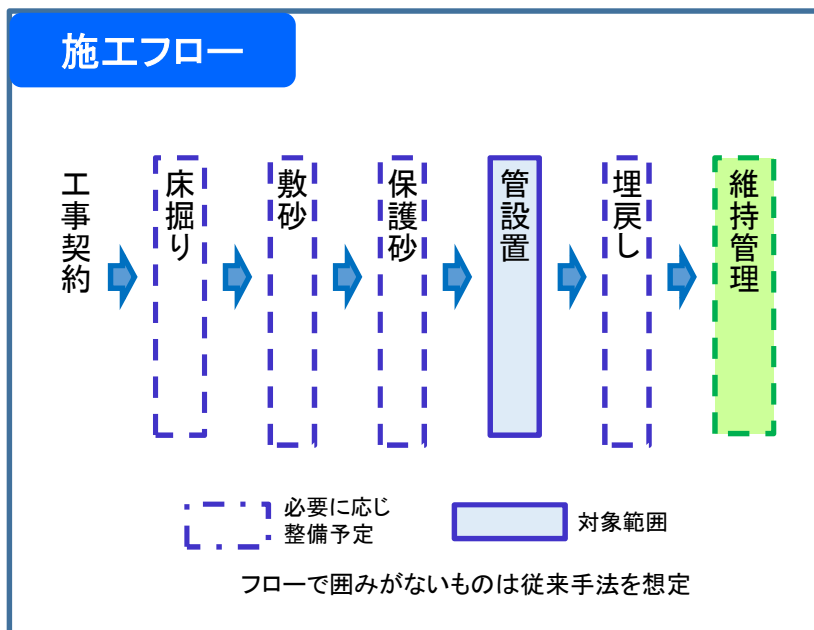 施工フロー
工事契約
床掘り
敷砂
保護砂
管設置
埋戻し
維持管理
必要に応じ
整備予定
対象範囲
フローで囲みがないものは従来手法を想定